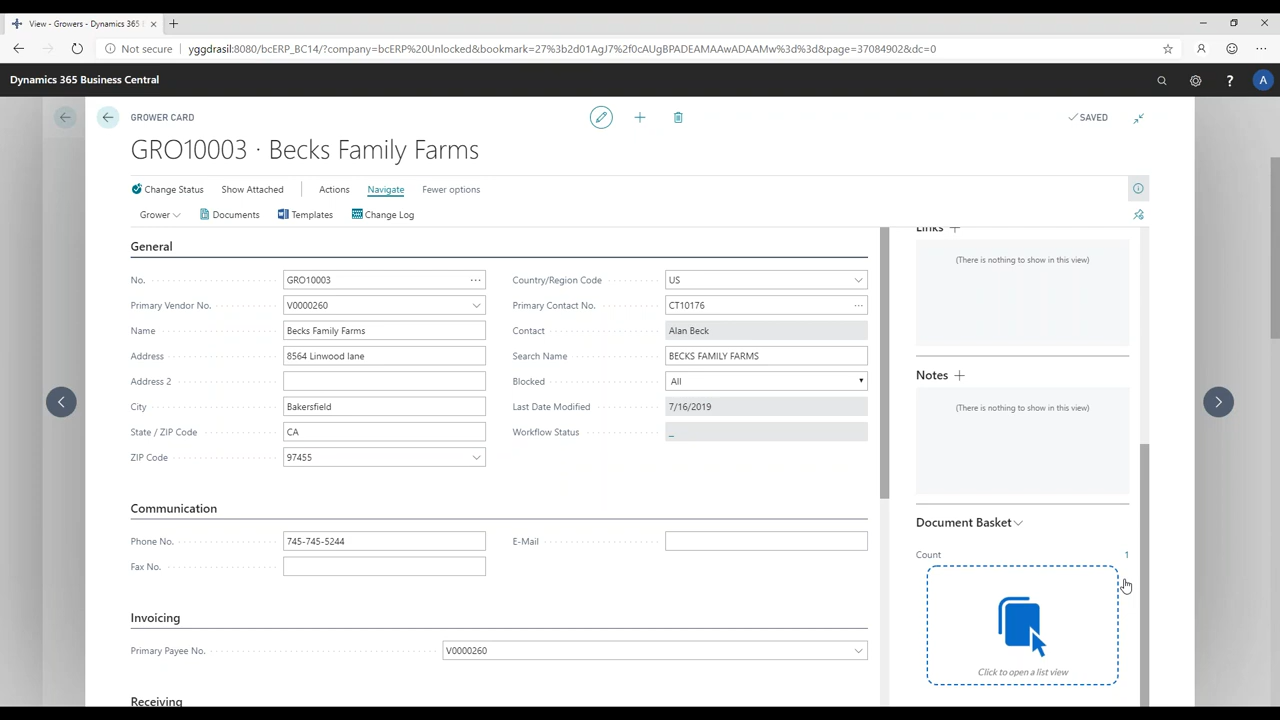 View - Growers - Dynamics 365 B
Not secure
yggdrasil:8080/bcERP_BC14/?company=bcERP%20Unlocked&bookmark=27%3b2d01AgJ7%2f0cAUgBPADEAMAAwADAAMw%3d%3d&page=37084902&dc=0
Dynamics 365 Business Central
?
A
GROWER CARD
SAVED
GRO10003 · Becks Family Farms
Change Status Show Attached Actions Navigate Fewer options
Grower Documents Templates Change Log
General
No. GRO10003 ...
Primary Vendor No. V0000260
Name Becks Family Farms
Address 8564 Linwood lane
Address 2
City Bakersfield
State / ZIP Code CA
ZIP Code 97455
Country/Region Code US
Primary Contact No. CT10176 ...
Contact Alan Beck
Search Name BECKS FAMILY FARMS
Blocked All
Last Date Modified 7/16/2019
Workflow Status _
Communication
Phone No. 745-745-5244
Fax No.
E-Mail
Invoicing
Primary Payee No. V0000260
Receiving
Links
(There is nothing to show in this view)
Notes
(There is nothing to show in this view)
Document Basket
Count 1
Click to open a list view